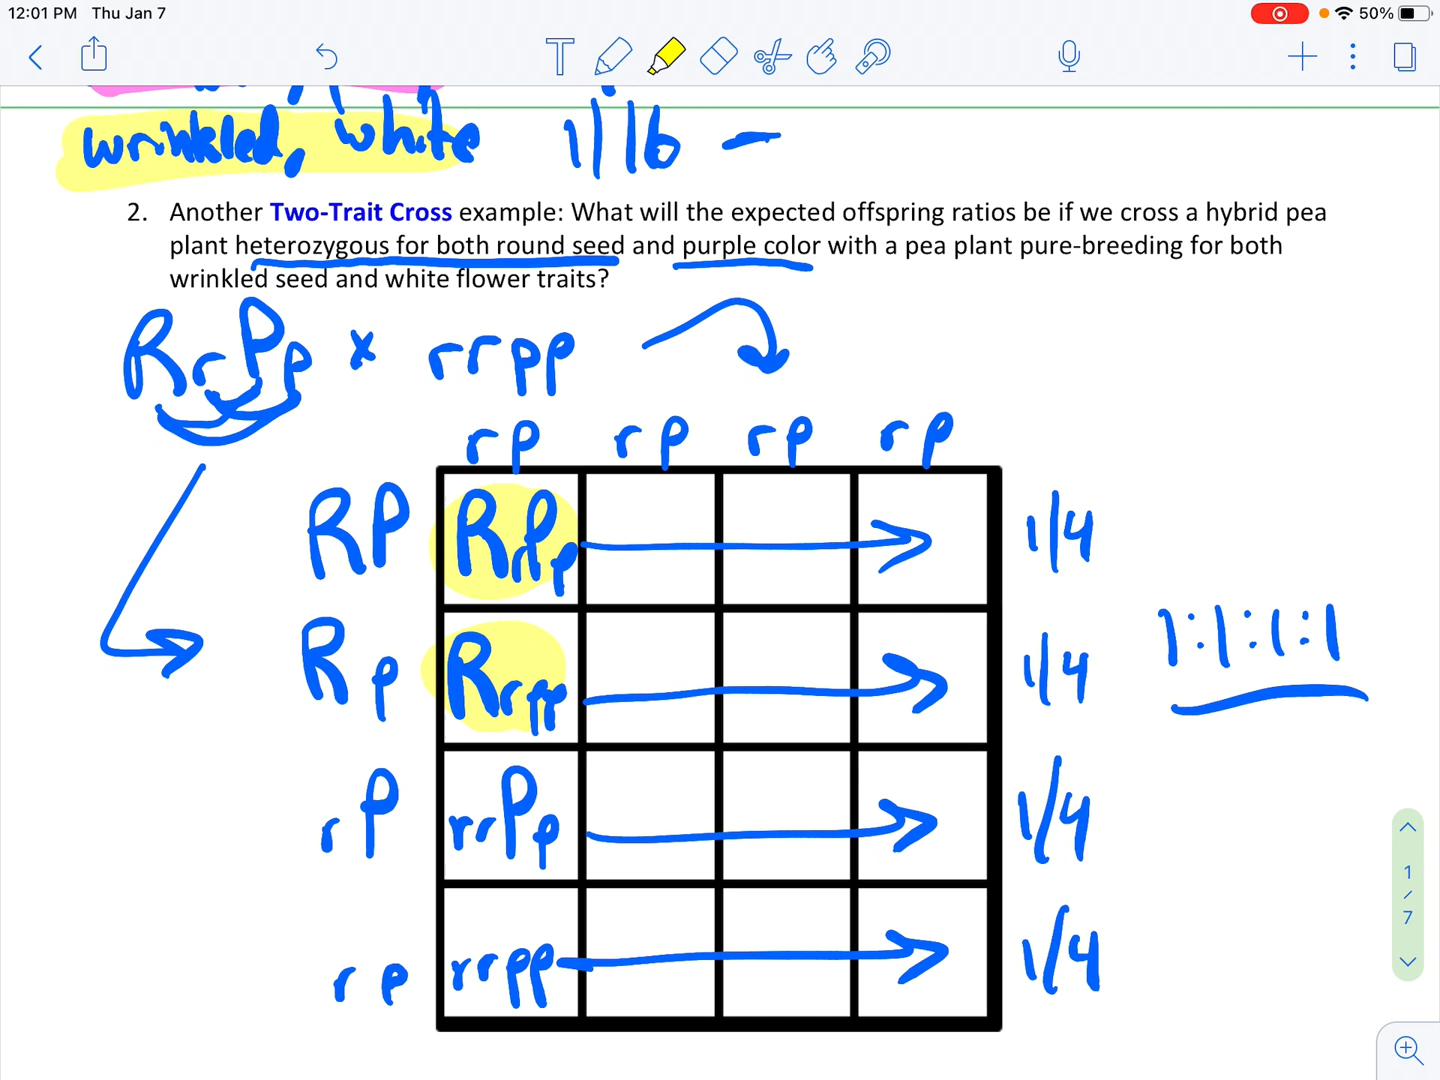 12:01 PM Thu Jan 7
50%
T
wrinkled, white 1/16 -
2. Another Two-Trait Cross example: What will the expected offspring ratios be if we cross a hybrid pea
plant heterozygous for both round seed and purple color with a pea plant pure-breeding for both
wrinkled seed and white flower traits?
RrPp x rrpp
rp rp rp rp
RP RrPp 1/4
1:1:1:1
Rp Rrpp 1/4
rP rrPp 1/4
1
/
7
rp rrpp 1/4